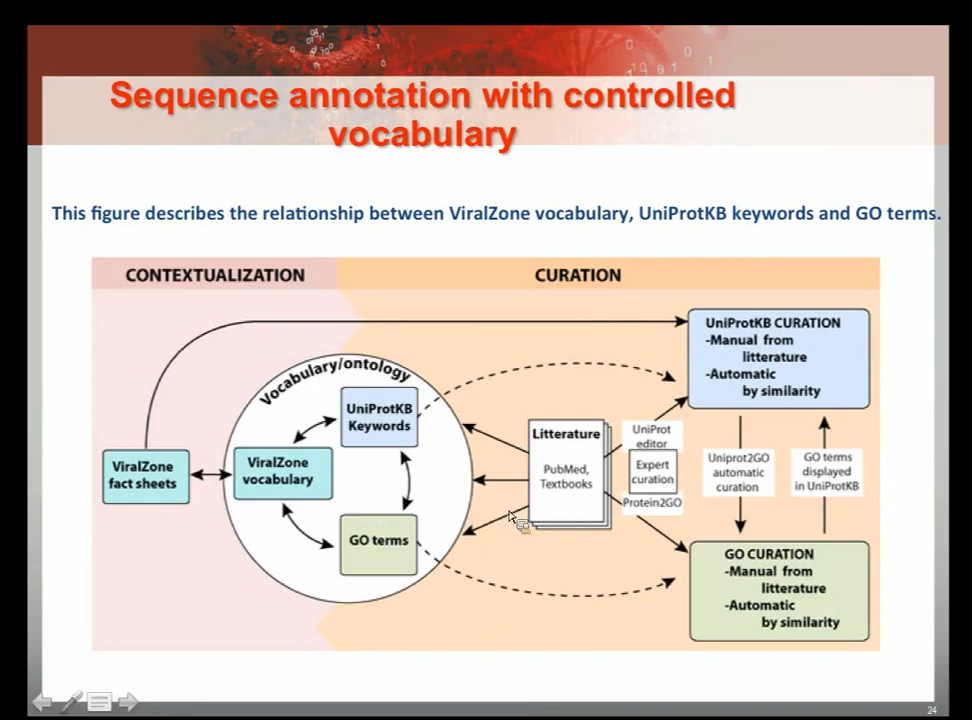 Sequence annotation with controlled
vocabulary
This figure describes the relationship between ViralZone vocabulary, UniProtKB keywords and GO terms.
CONTEXTUALIZATION
CURATION
UniProtKB CURATION
-Manual from
litterature
-Automatic
by similarity
Vocabulary/ontology
UniProtKB
Keywords
Litterature
PubMed,
Textbooks
UniProt
editor
Expert
curation
Protein2GO
Uniprot2GO
automatic
curation
GO terms
displayed
in UniProtKB
ViralZone
fact sheets
ViralZone
vocabulary
GO terms
GO CURATION
-Manual from
litterature
-Automatic
by similarity
24